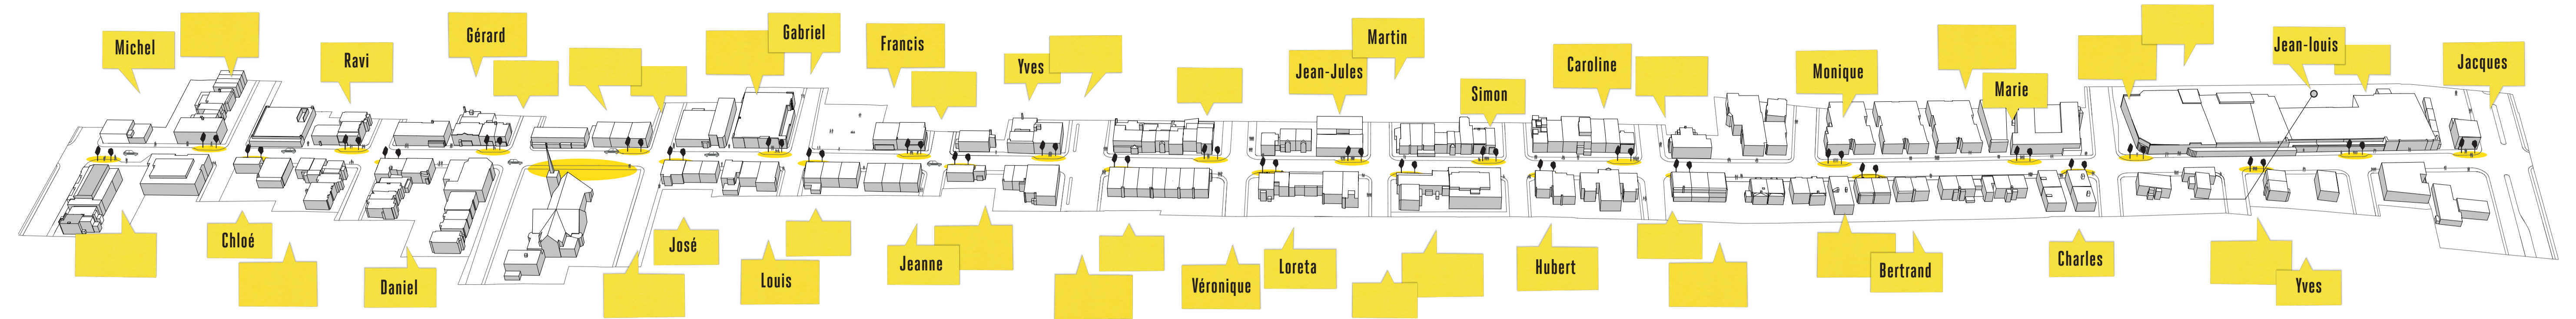 Michel
Ravi
Gérard
Gabriel
Francis
Yves
Jean-Jules
Martin
Simon
Caroline
Monique
Marie
Jean-louis
Jacques
Chloé
Daniel
José
Louis
Jeanne
Véronique
Loreta
Hubert
Bertrand
Charles
Yves